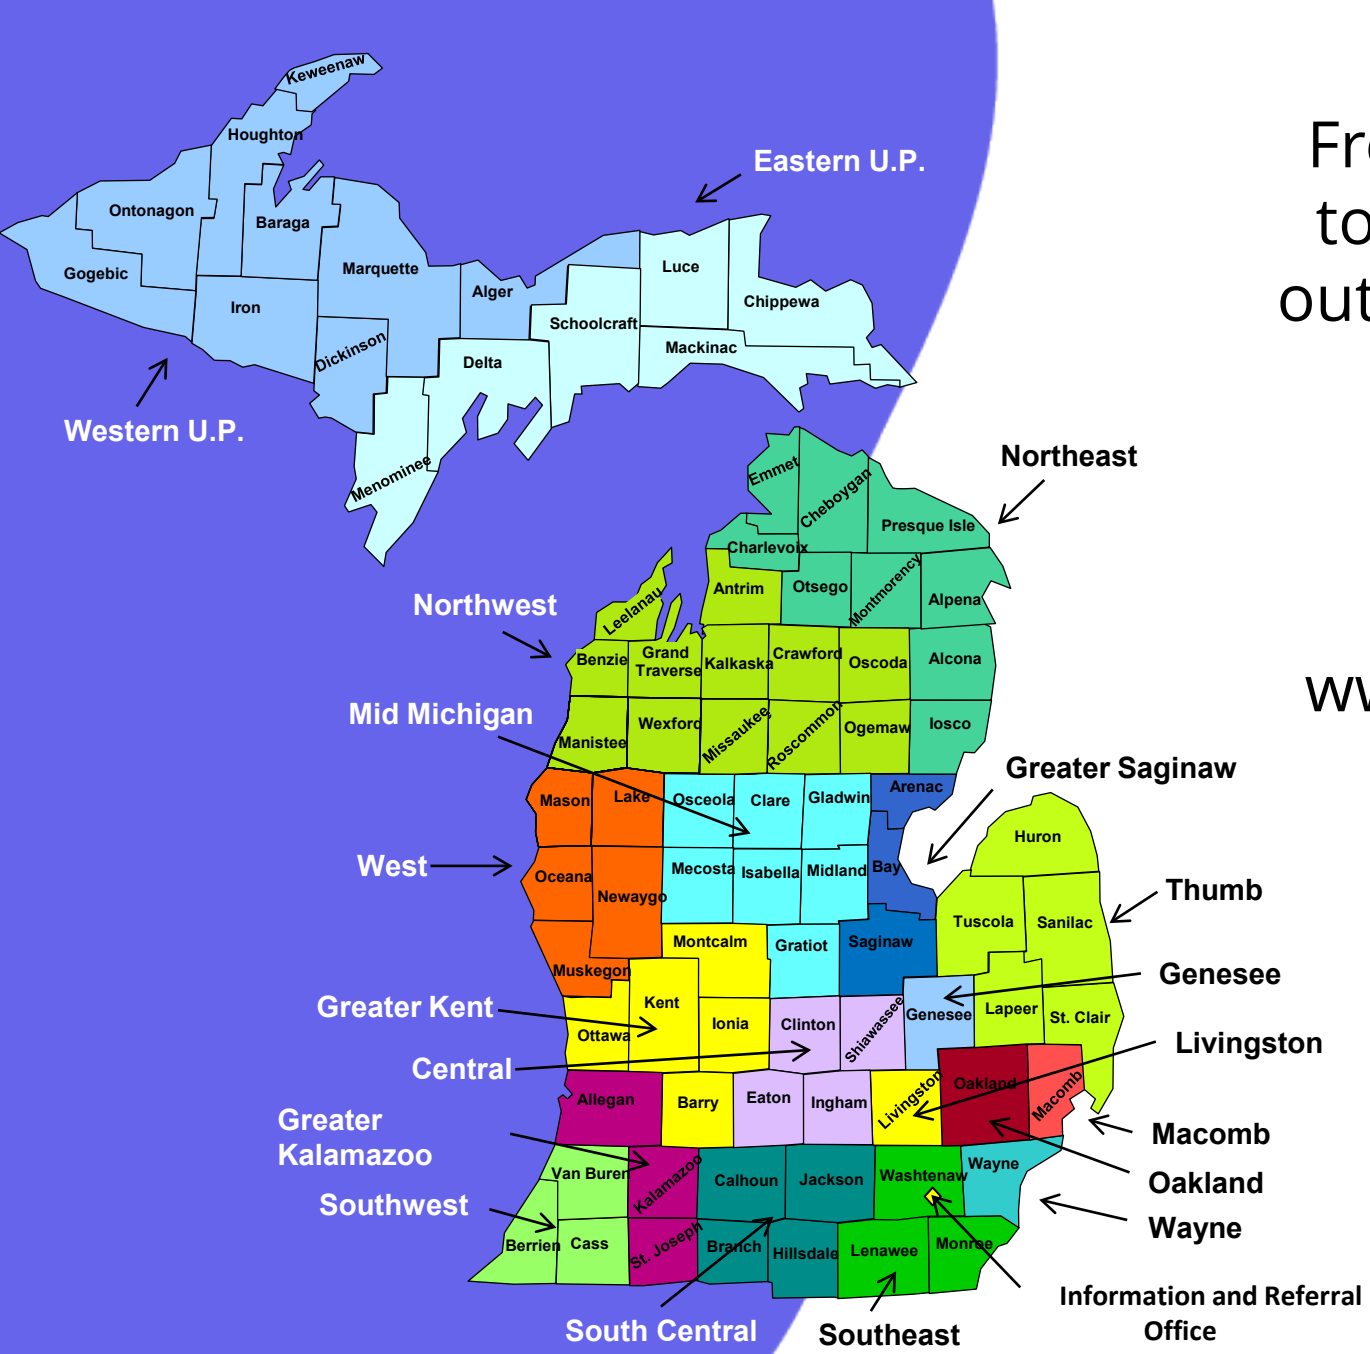 Keweenaw
Houghton
Eastern U.P.
Ontonagon
Baraga
Gogebic
Marquette
Luce
Alger
Chippewa
Iron
Schoolcraft
Dickinson
Mackinac
Delta
Western U.P.
Menominee
to
out
Northeast
Emmet
Cheboygan
Presque Isle
Charlevoix
Antrim
Otsego
Montmorency
Alpena
Northwest
Leelanau
Benzie
Grand
Traverse
Kalkaska
Crawford
Oscoda
Alcona
Mid Michigan
Manistee
Wexford
Missaukee
Roscommon
Ogemaw
Iosco
Greater Saginaw
Mason
Lake
Osceola
Clare
Gladwin
Arenac
Huron
West
Oceana
Newaygo
Mecosta
Isabella
Midland
Bay
Thumb
Tuscola
Sanilac
Muskegon
Montcalm
Gratiot
Saginaw
Genesee
Greater Kent
Kent
Ottawa
Ionia
Clinton
Shiawassee
Genesee
Lapeer
St. Clair
Livingston
Central
Allegan
Barry
Eaton
Ingham
Livingston
Oakland
Macomb
Macomb
Greater
Kalamazoo
Van Buren
Kalamazoo
Calhoun
Jackson
Washtenaw
Wayne
Oakland
Southwest
Wayne
Berrien
Cass
St. Joseph
Branch
Hillsdale
Lenawee
Monroe
Information and Referral
Office
South Central
Southeast